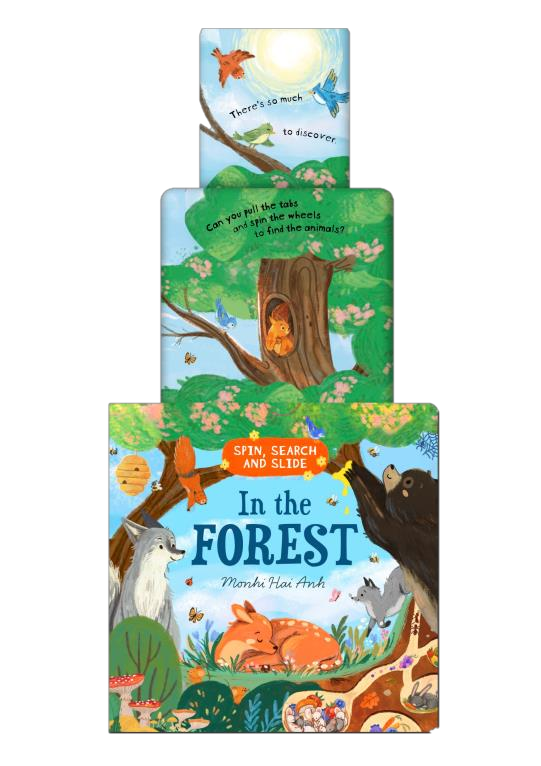 There's so much
to discover.
Can you pull the tabs
and spin the wheels
to find the animals?
SPIN, SEARCH
AND SLIDE
In the
FOREST
Monhi Hai Anh